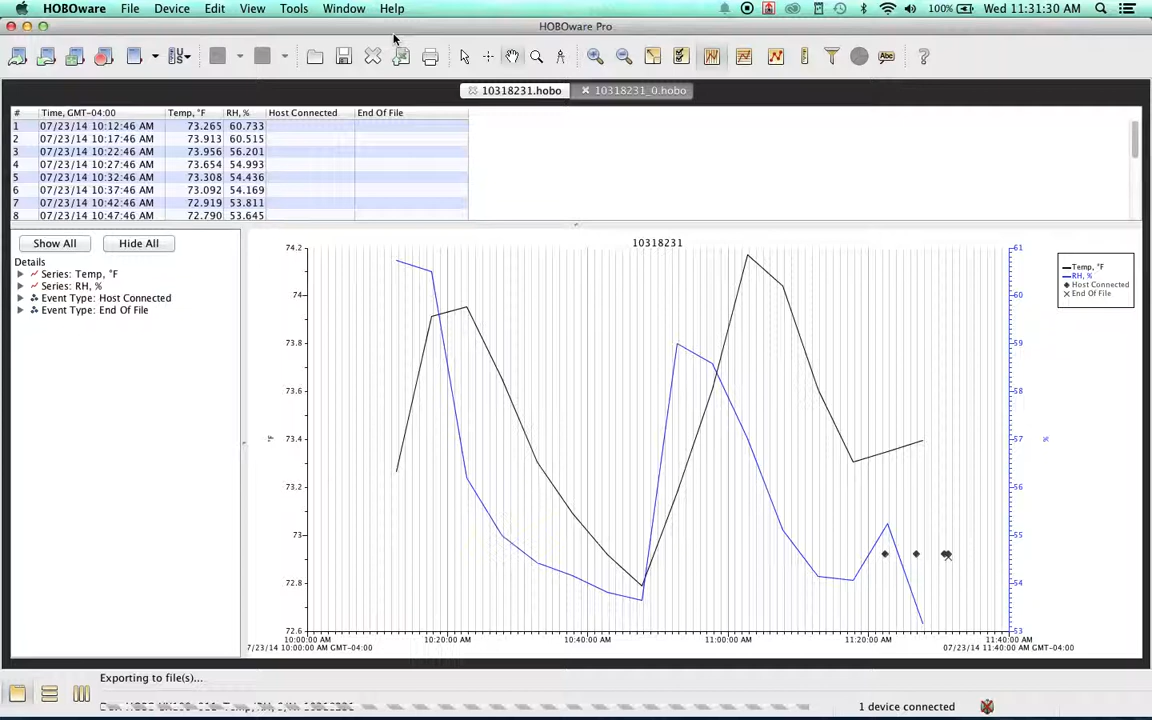 HOBOware File Device Edit View Tools Window Help 100% Wed 11:31:30 AM
HOBOware Pro
10318231.hobo 10318231_0.hobo
# Time, GMT-04:00 Temp, °F RH, % Host Connected End Of File
1 07/23/14 10:12:46 AM 73.265 60.733
2 07/23/14 10:17:46 AM 73.913 60.515
3 07/23/14 10:22:46 AM 73.956 56.201
4 07/23/14 10:27:46 AM 73.654 54.993
5 07/23/14 10:32:46 AM 73.308 54.436
6 07/23/14 10:37:46 AM 73.092 54.169
7 07/23/14 10:42:46 AM 72.919 53.811
8 07/23/14 10:47:46 AM 72.790 53.645
Show All Hide All
Details
Series: Temp, °F
Series: RH, %
Event Type: Host Connected
Event Type: End Of File
10318231
74.2
74
73.8
73.6
73.4
73.2
73
72.8
72.6
°F
61
60
59
58
57
56
55
54
53
%
Temp, °F
RH, %
Host Connected
End Of File
10:00:00 AM 10:20:00 AM 10:40:00 AM 11:00:00 AM 11:20:00 AM 11:40:00 AM
7/23/14 10:00:00 AM GMT-04:00 07/23/14 11:40:00 AM GMT-04:00
Exporting to file(s)...
1 device connected